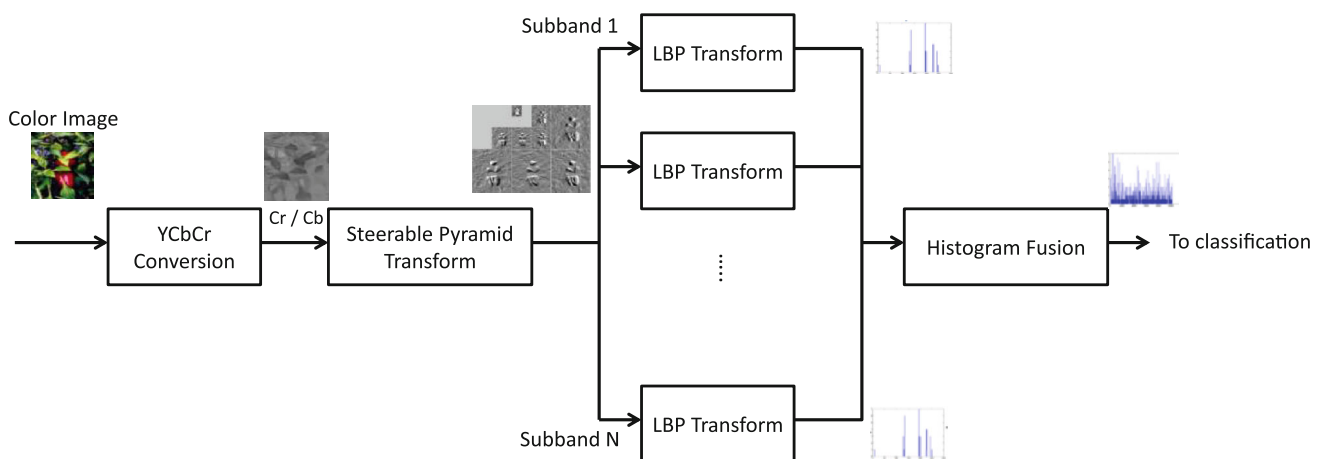 Color Image
YCbCr
Conversion
Cr / Cb
Steerable Pyramid
Transform
Subband 1
LBP Transform
LBP Transform
......
Subband N
LBP Transform
Histogram Fusion
To classification